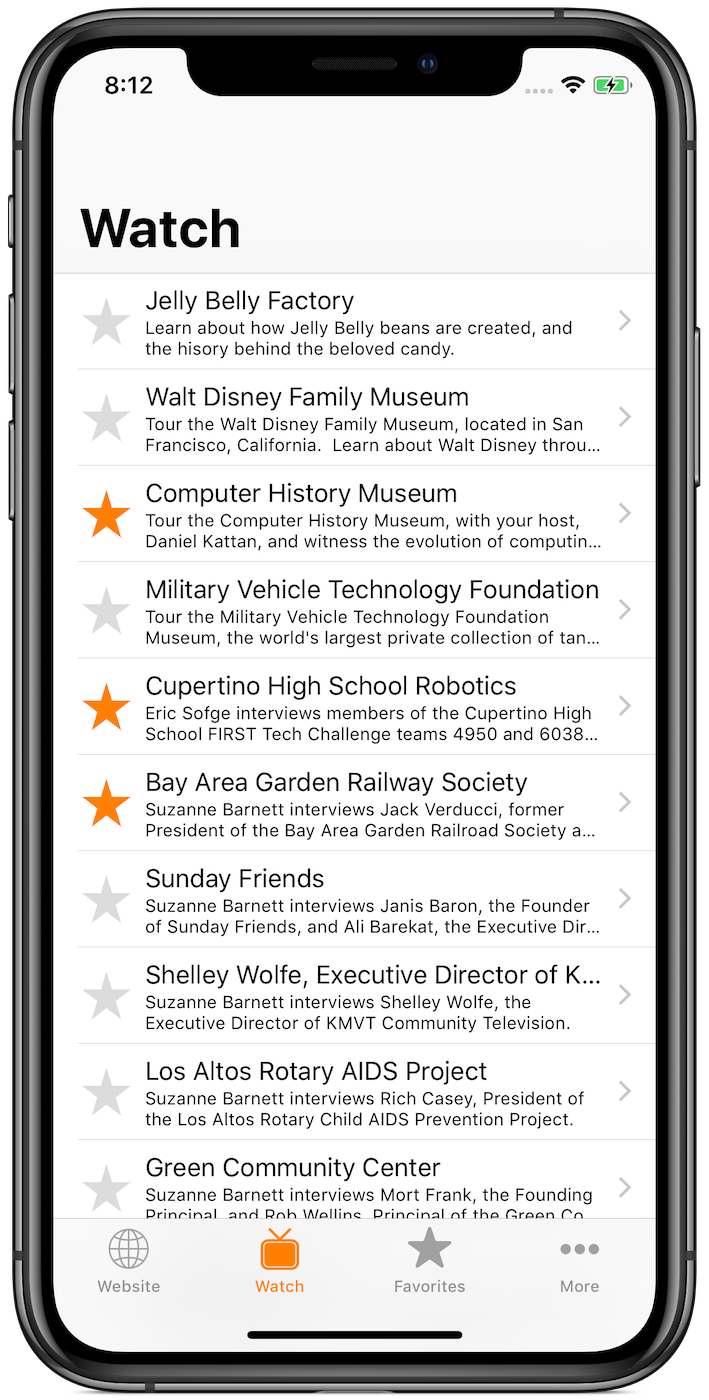 8:12
Watch
Jelly Belly Factory
Learn about how Jelly Belly beans are created, and
the hisory behind the beloved candy.
Walt Disney Family Museum
Tour the Walt Disney Family Museum, located in San
Francisco, California.  Learn about Walt Disney throu...
Computer History Museum
Tour the Computer History Museum, with your host,
Daniel Kattan, and witness the evolution of computin...
Military Vehicle Technology Foundation
Tour the Military Vehicle Technology Foundation
Museum, the world's largest private collection of tan...
Cupertino High School Robotics
Eric Sofge interviews members of the Cupertino High
School FIRST Tech Challenge teams 4950 and 6038...
Bay Area Garden Railway Society
Suzanne Barnett interviews Jack Verducci, former
President of the Bay Area Garden Railroad Society a...
Sunday Friends
Suzanne Barnett interviews Janis Baron, the Founder
of Sunday Friends, and Ali Barekat, the Executive Dir...
Shelley Wolfe, Executive Director of K...
Suzanne Barnett interviews Shelley Wolfe, the
Executive Director of KMVT Community Television.
Los Altos Rotary AIDS Project
Suzanne Barnett interviews Rich Casey, President of
the Los Altos Rotary Child AIDS Prevention Project.
Green Community Center
Suzanne Barnett interviews Mort Frank, the Founding
Principal, and Rob Wellins, Principal of the Green Co
Website
Watch
Favorites
More